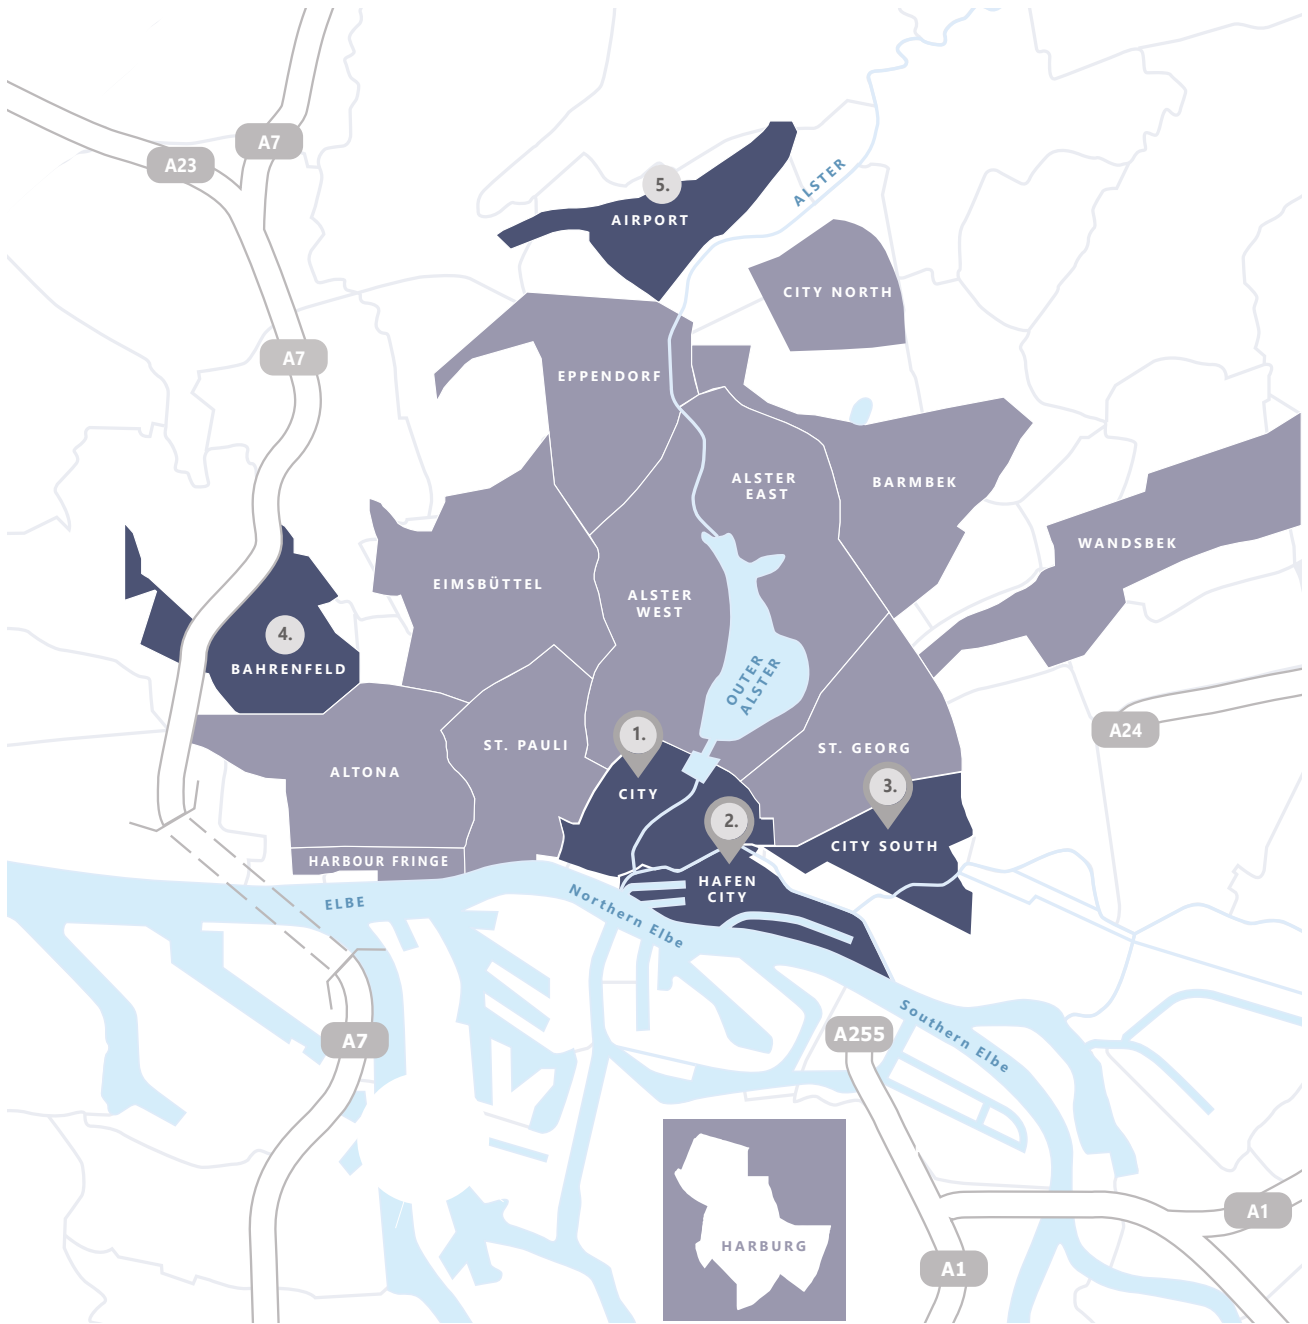 A7
A23
ALSTER
5.
AIRPORT
CITY NORTH
A7
EPPENDORF
ALSTER
EAST
BARMBEK
WANDSBEK
EIMSBÜTTEL
ALSTER
WEST
4.
BAHRENFELD
OUTER
ALSTER
A24
1.
ST. PAULI
ST. GEORG
ALTONA
3.
CITY
2.
CITY SOUTH
HARBOUR FRINGE
HAFEN
CITY
ELBE
Northern Elbe
Southern Elbe
A7
A255
A1
HARBURG
A1